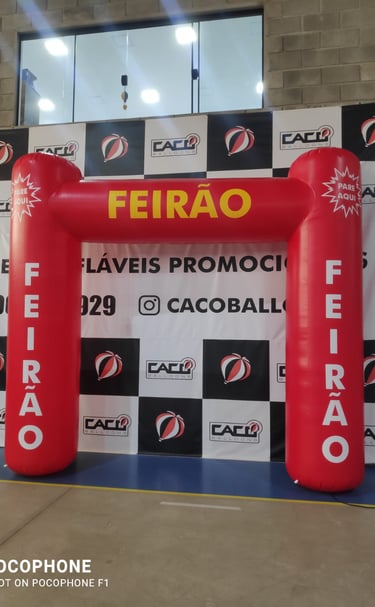 CACO
CACO
PARE
AQUI
FEIRÃO
PARE
AQUI
FLÁVEIS PROMOCIO
929
CACOBALLO
FEIRÃO
FEIRÃO
CACO
CACO
CACO
POCOPHONE
OT ON POCOPHONE F1